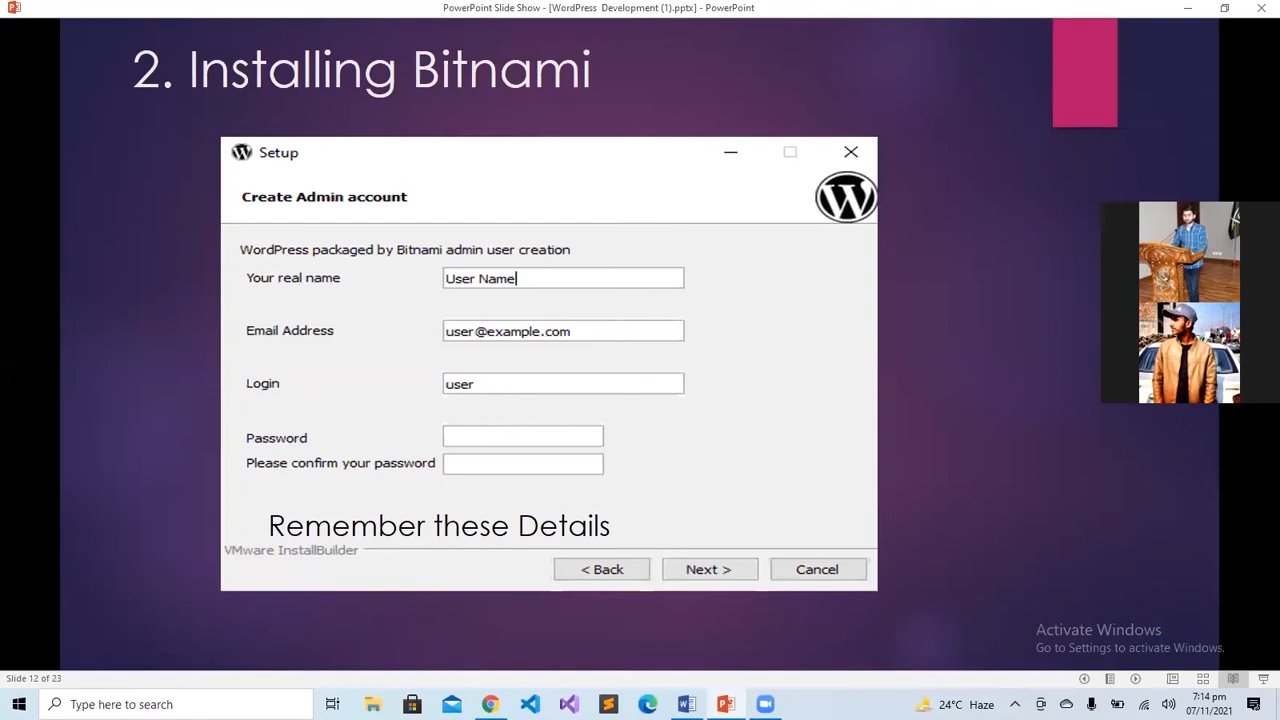 PowerPoint Slide Show - [WordPress Development (1).pptx] - PowerPoint
2. Installing Bitnami
Setup
Create Admin account
WordPress packaged by Bitnami admin user creation
Your real name
User Name
Email Address
user@example.com
Login
user
Password
Please confirm your password
Remember these Details
VMware InstallBuilder
< Back
Next >
Cancel
Activate Windows
Go to Settings to activate Windows.
Slide 12 of 23
Type here to search
24°C Haze
7:14 pm
07/11/2021